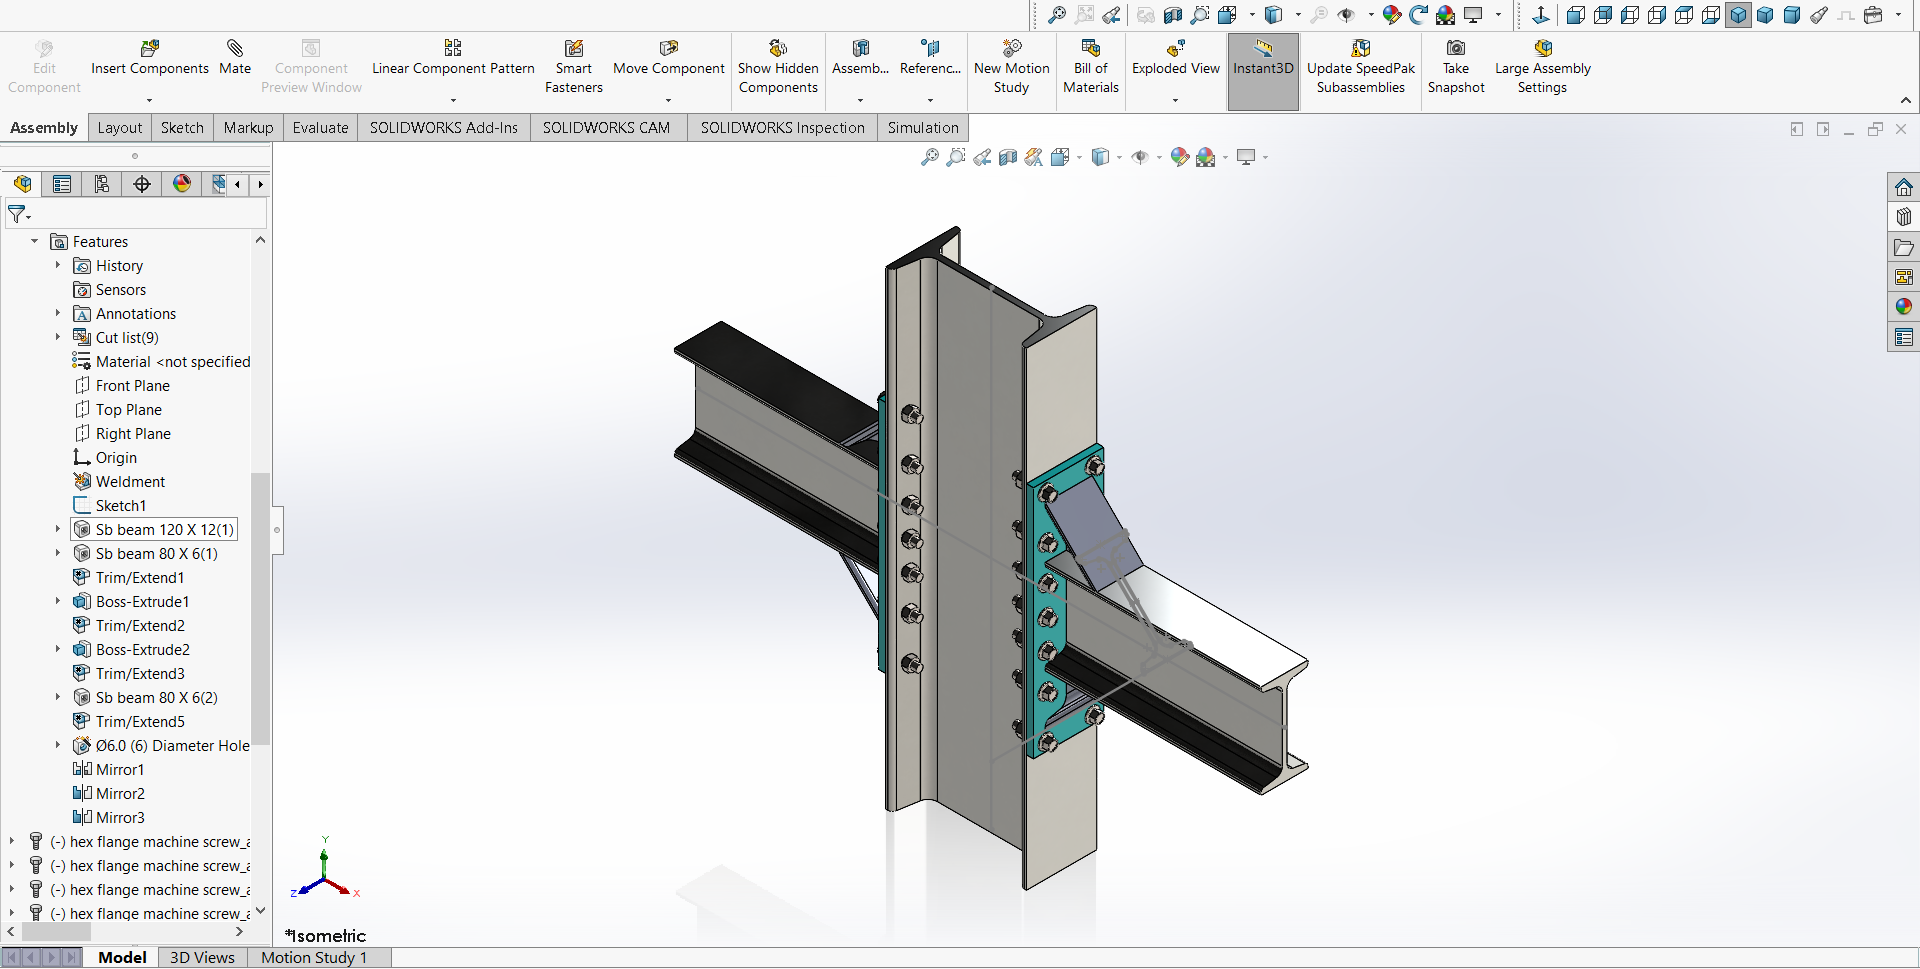 Edit
Component
Insert Components
Mate
Component
Preview Window
Linear Component Pattern
Smart
Fasteners
Move Component
Show Hidden
Components
Assemb...
Referenc...
New Motion
Study
Bill of
Materials
Exploded View
Instant3D
Update SpeedPak
Subassemblies
Take
Snapshot
Large Assembly
Settings
Assembly
Layout
Sketch
Markup
Evaluate
SOLIDWORKS Add-Ins
SOLIDWORKS CAM
SOLIDWORKS Inspection
Simulation
Features
History
Sensors
Annotations
Cut list(9)
Material <not specified
Front Plane
Top Plane
Right Plane
Origin
Weldment
Sketch1
Sb beam 120 X 12(1)
Sb beam 80 X 6(1)
Trim/Extend1
Boss-Extrude1
Trim/Extend2
Boss-Extrude2
Trim/Extend3
Sb beam 80 X 6(2)
Trim/Extend5
Ø6.0 (6) Diameter Hole
Mirror1
Mirror2
Mirror3
(-) hex flange machine screw_a
(-) hex flange machine screw_a
(-) hex flange machine screw_a
(-) hex flange machine screw_a
Y
Z
X
*Isometric
Model
3D Views
Motion Study 1